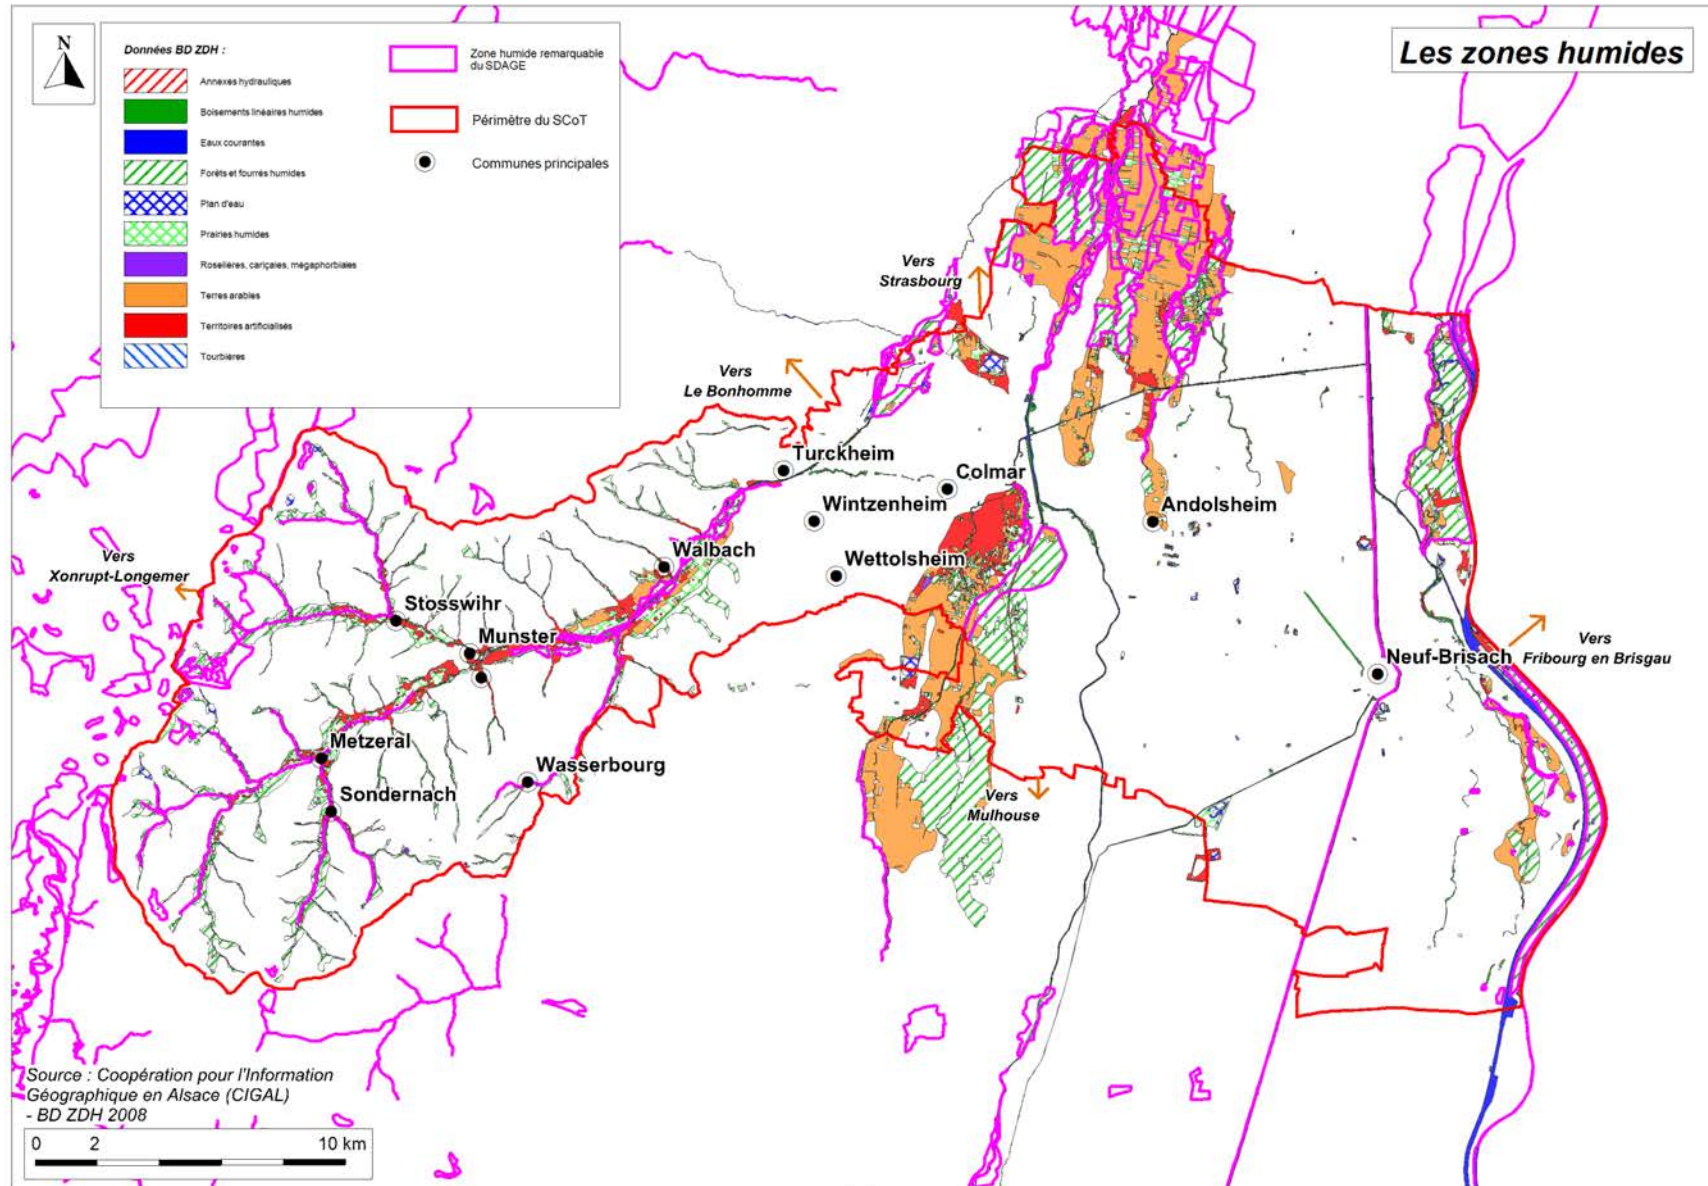 Les zones humides
N
Données BD ZDH :
Annexes hydrauliques
Boisements linéaires humides
Eaux courantes
Forêts et fourrés humides
Plan d'eau
Prairies humides
Roselières, cariçaies, mégaphorbiaies
Terres arables
Territoires artificialisés
Tourbières
Zone humide remarquable
du SDAGE
Périmêtre du SCoT
Communes principales
Vers
Strasbourg
Vers
Le Bonhomme
Turckheim
Colmar
Wintzenheim
Andolsheim
Walbach
Wettolsheim
Vers
Xonrupt-Longemer
Stosswihr
Munster
Neuf-Brisach
Vers
Fribourg en Brisgau
Metzeral
Sondernach
Wasserbourg
Vers
Mulhouse
Source : Coopération pour l'Information
Géographique en Alsace (CIGAL)
- BD ZDH 2008
0 2 10 km